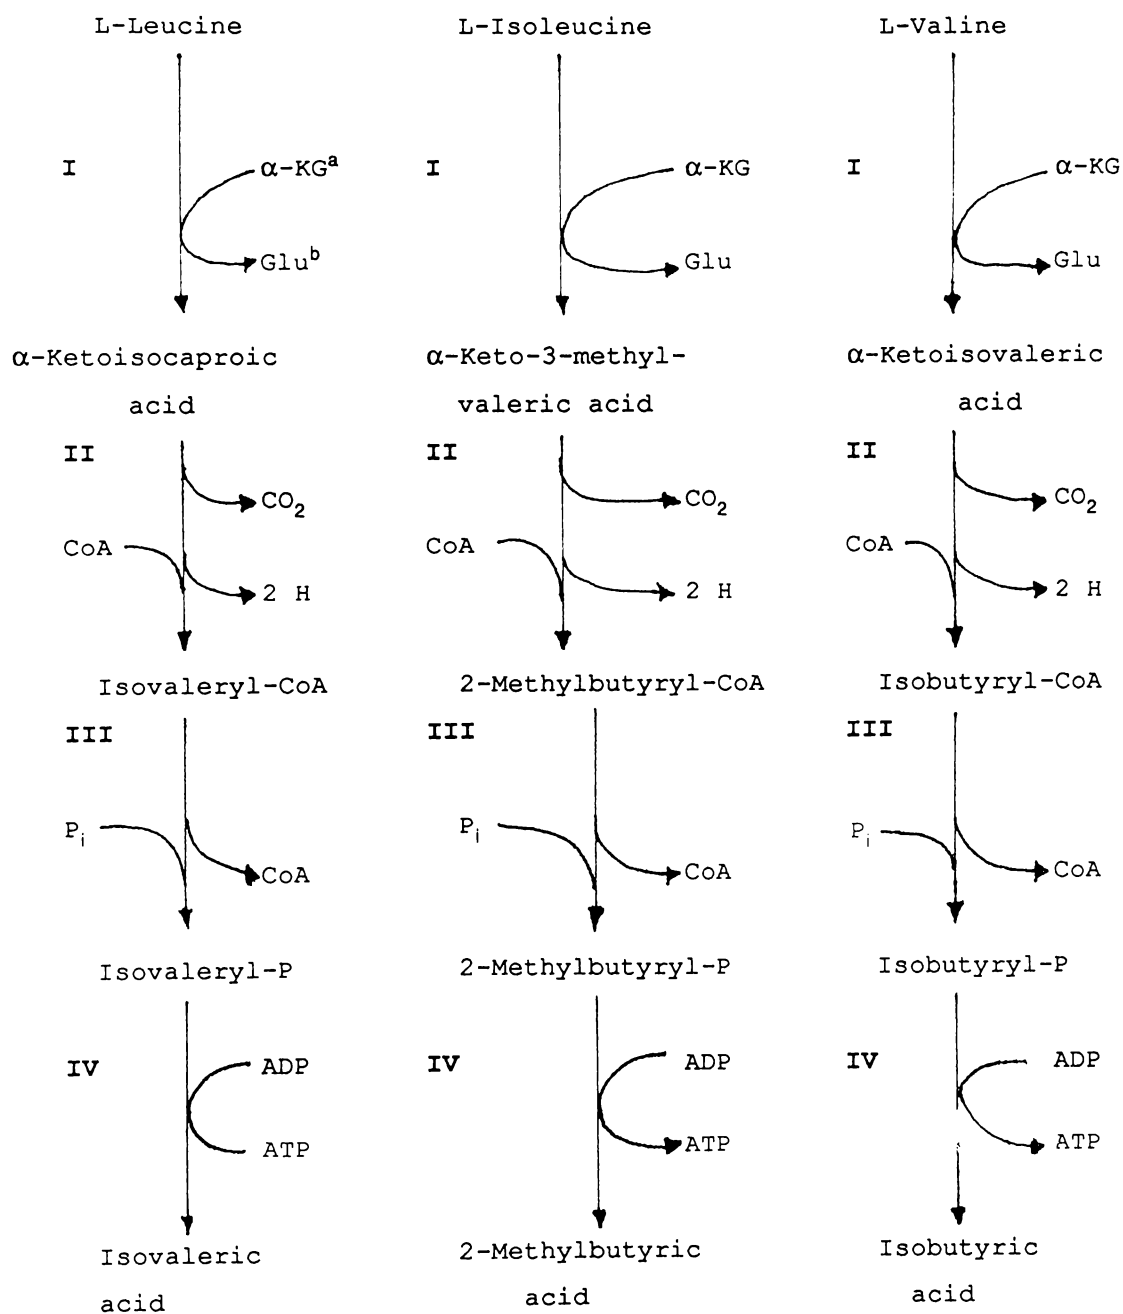 L-Leucine
L-Isoleucine
L-Valine
I
α-KGᵃ
I
α-KG
I
α-KG
Gluᵇ
Glu
Glu
α-Ketoisocaproic
acid
α-Keto-3-methyl-
valeric acid
α-Ketoisovaleric
acid
II
CO₂
CoA
2 H
II
CO₂
CoA
2 H
II
CO₂
CoA
2 H
Isovaleryl-CoA
2-Methylbutyryl-CoA
Isobutyryl-CoA
III
Pᵢ
CoA
III
Pᵢ
CoA
III
Pᵢ
CoA
Isovaleryl-P
2-Methylbutyryl-P
Isobutyryl-P
IV
ADP
ATP
IV
ADP
ATP
IV
ADP
ATP
Isovaleric
acid
2-Methylbutyric
acid
Isobutyric
acid